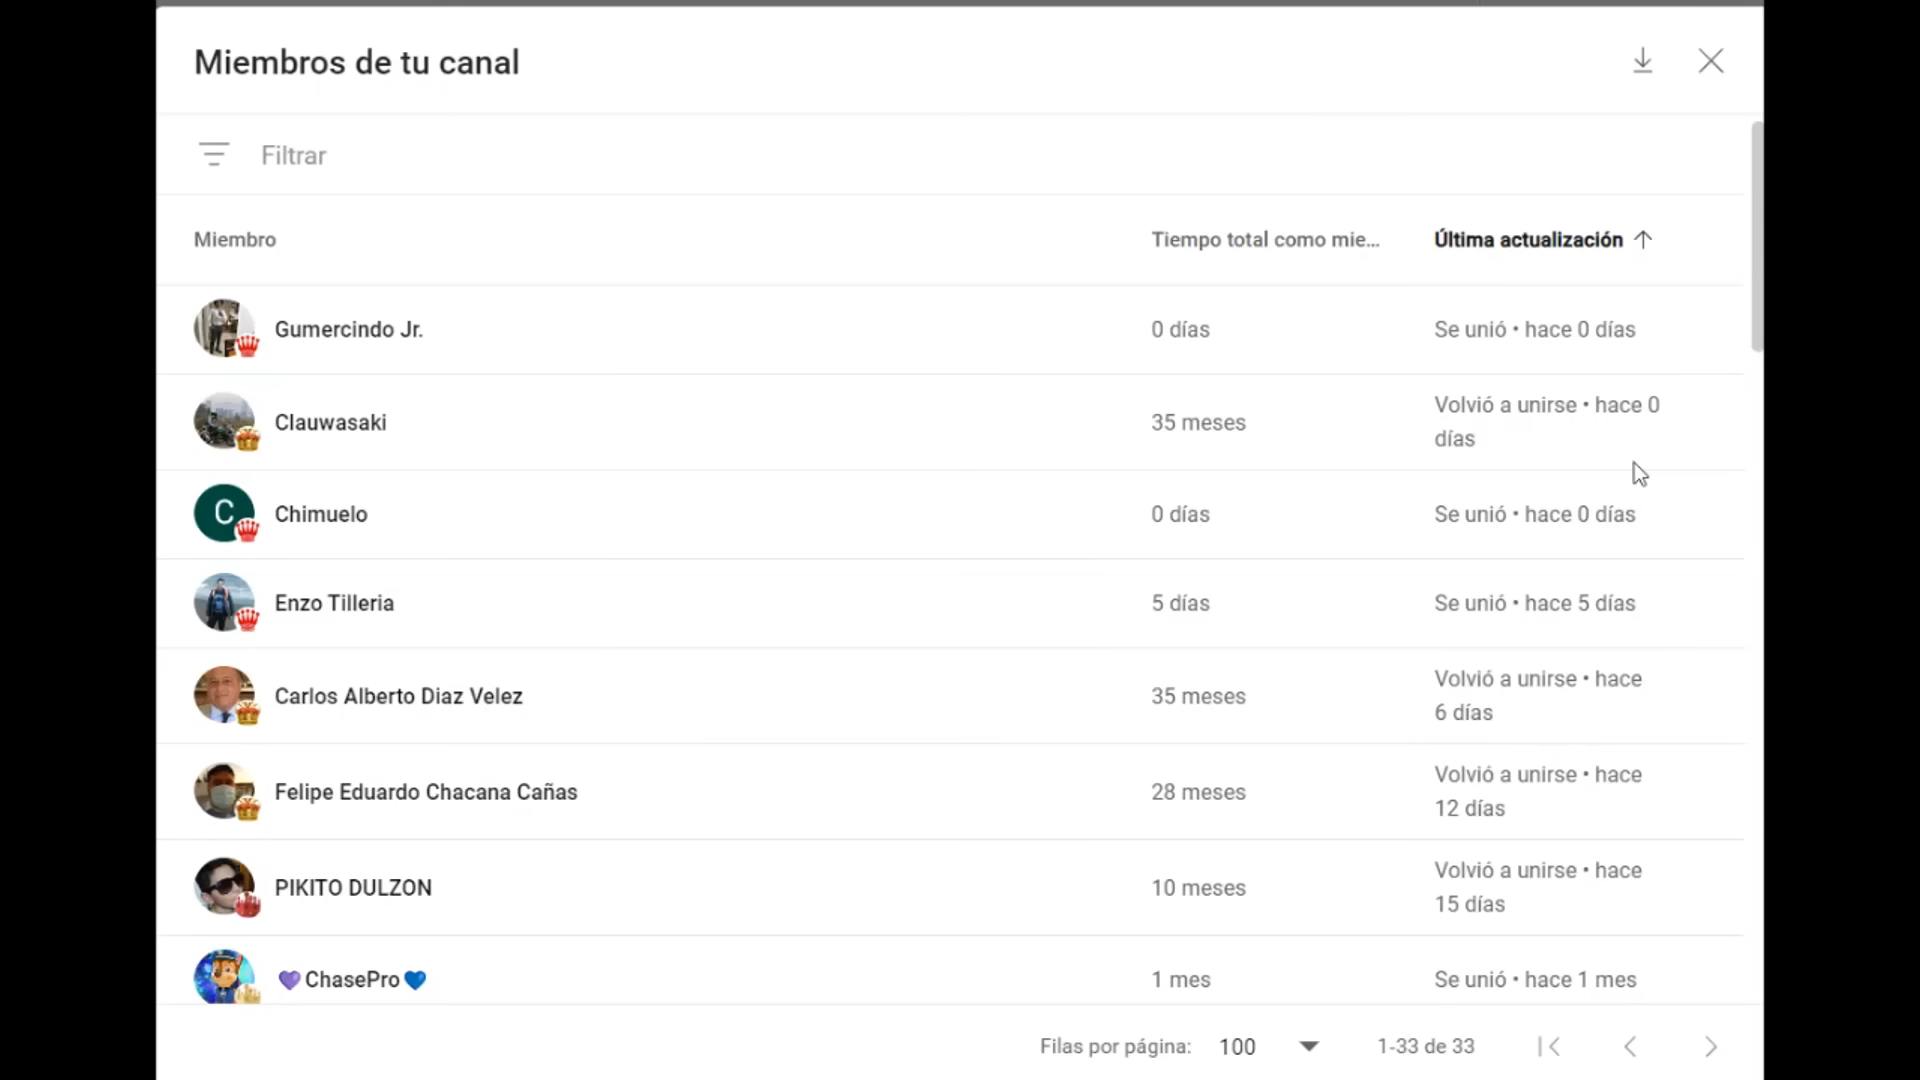 Miembros de tu canal
Filtrar
Miembro Tiempo total como mie... Última actualización
Gumercindo Jr. 0 días Se unió • hace 0 días
Clauwasaki 35 meses Volvió a unirse • hace 0
días
C Chimuelo 0 días Se unió • hace 0 días
Enzo Tilleria 5 días Se unió • hace 5 días
Carlos Alberto Diaz Velez 35 meses Volvió a unirse • hace
6 días
Felipe Eduardo Chacana Cañas 28 meses Volvió a unirse • hace
12 días
PIKITO DULZON 10 meses Volvió a unirse • hace
15 días
💜ChasePro💙 1 mes Se unió • hace 1 mes
Filas por página: 100 1-33 de 33